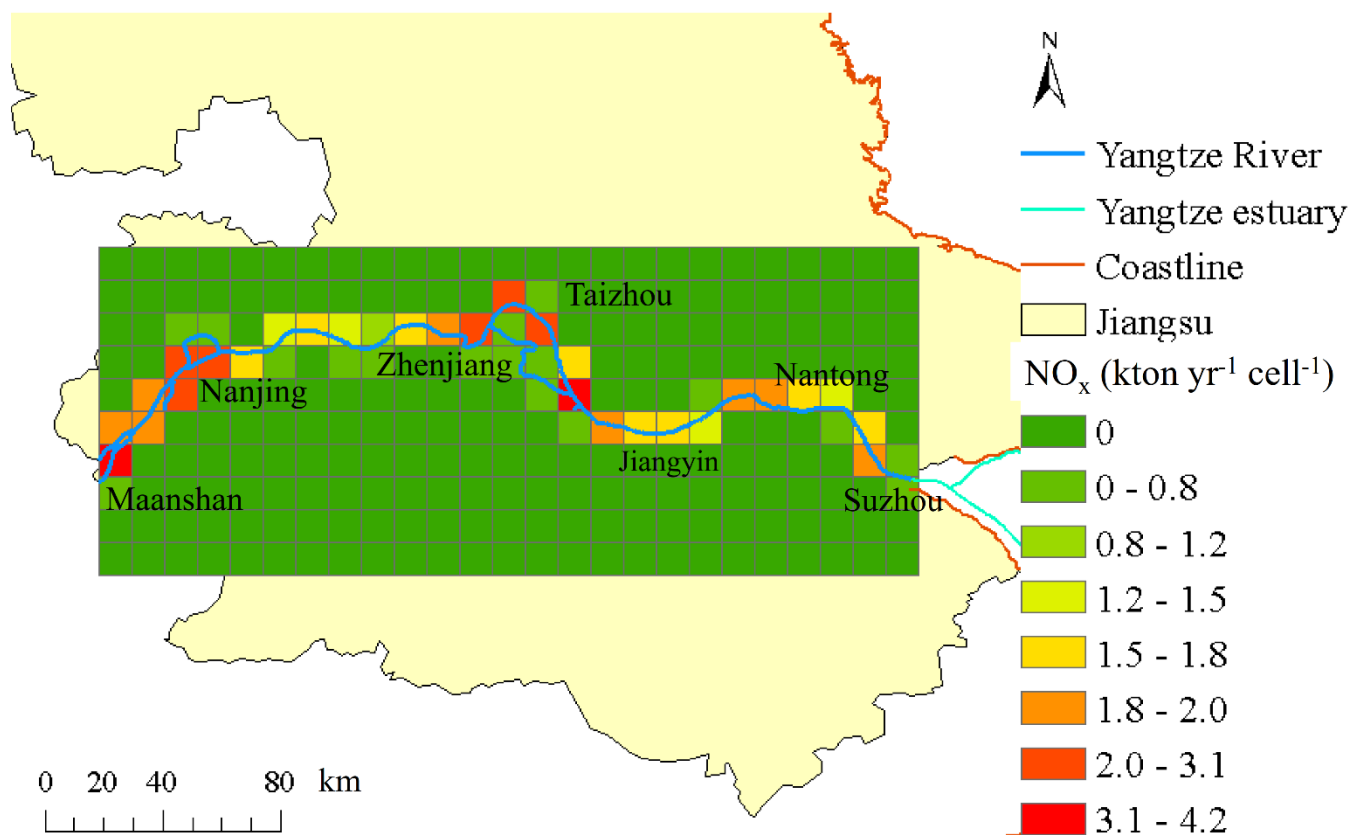 N
Yangtze River
Yangtze estuary
Coastline
Jiangsu
NOₓ (kton yr⁻¹ cell⁻¹)
0
0 - 0.8
0.8 - 1.2
1.2 - 1.5
1.5 - 1.8
1.8 - 2.0
2.0 - 3.1
3.1 - 4.2
Taizhou
Zhenjiang
Nanjing
Nantong
Jiangyin
Maanshan
Suzhou
0 20 40 80 km